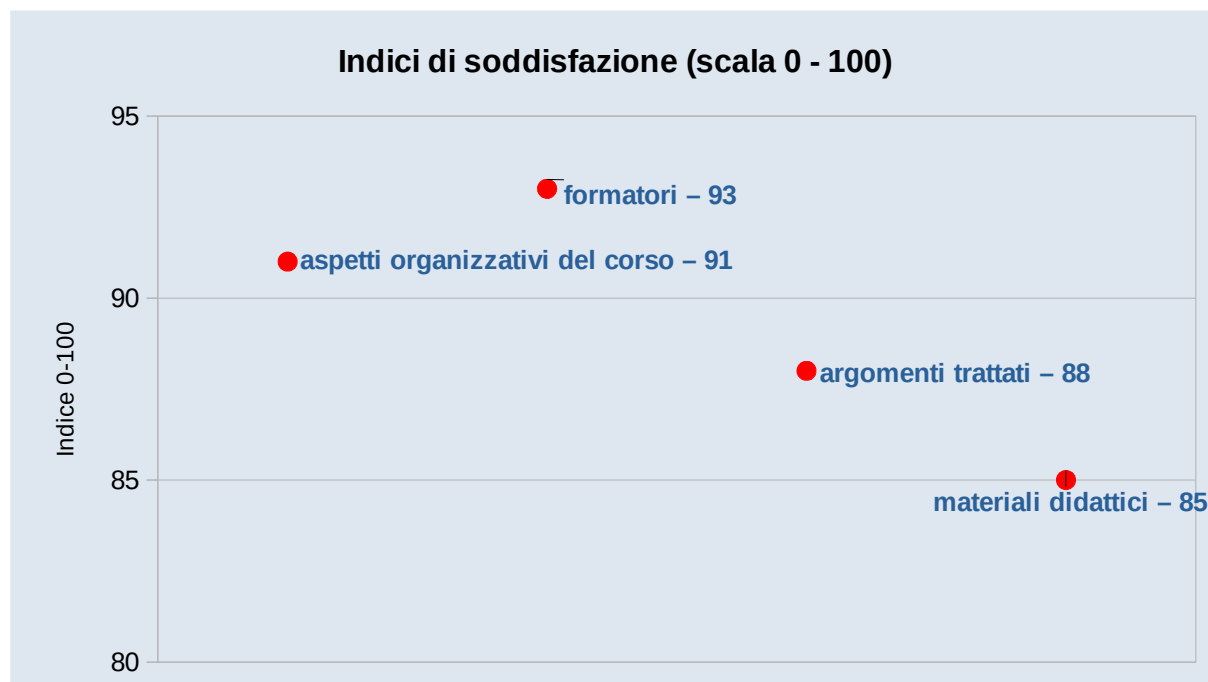 Indici di soddisfazione (scala 0 - 100)
95
formatori – 93
aspetti organizzativi del corso – 91
90
Indice 0-100
argomenti trattati – 88
85
materiali didattici – 85
80